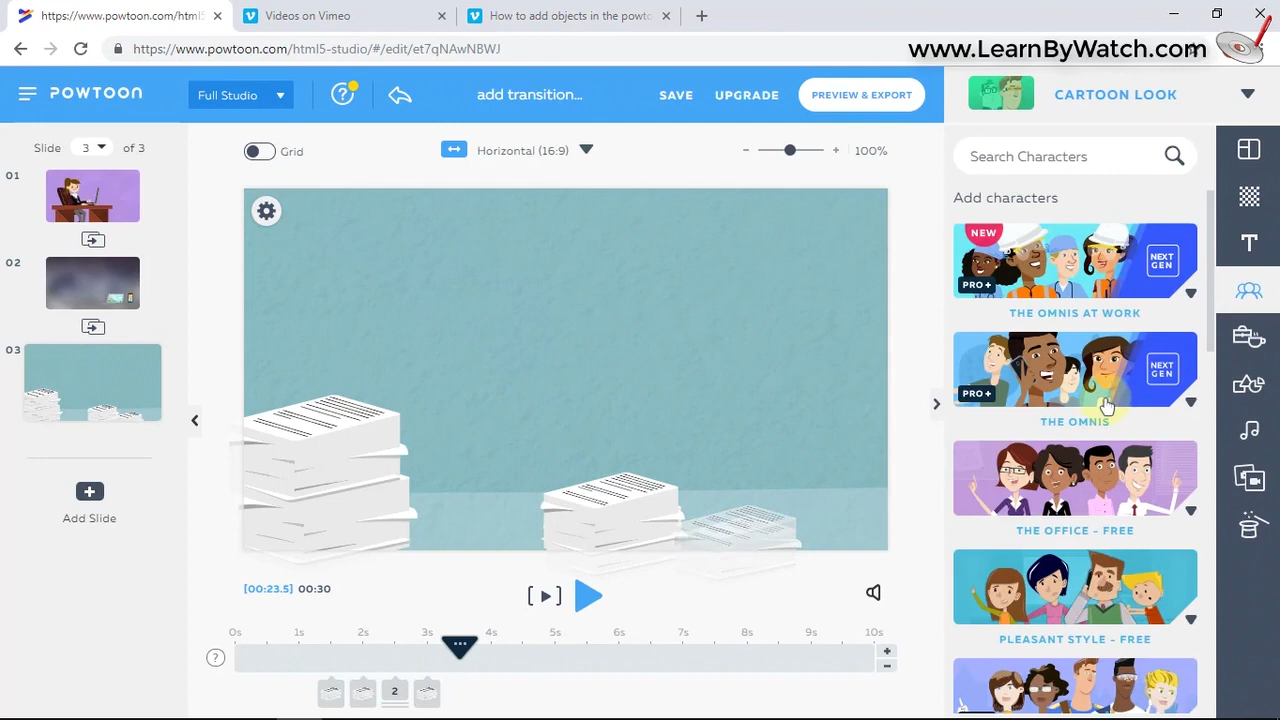 https://www.powtoon.com/html5
Videos on Vimeo
How to add objects in the powto
https://www.powtoon.com/html5-studio/#/edit/et7qNAwNBWJ
www.LearnByWatch.com
POWTOON
Full Studio
?
add transition...
SAVE
UPGRADE
PREVIEW & EXPORT
CARTOON LOOK
Slide 3 of 3
Grid
Horizontal (16:9)
- + 100%
Search Characters
01
02
03
Add Slide
Add characters
NEW
NEXT GEN
PRO+
THE OMNIS AT WORK
NEXT GEN
PRO+
THE OMNIS
THE OFFICE - FREE
PLEASANT STYLE - FREE
T
[00:23.5] 00:30
0s 1s 2s 3s 4s 5s 6s 7s 8s 9s 10s
?
2